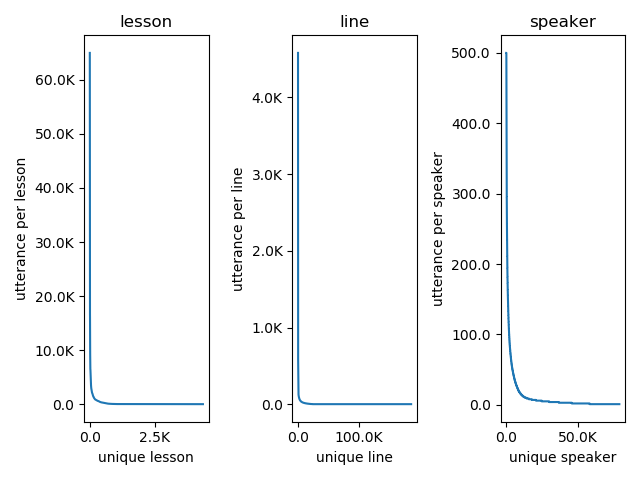 lesson
utterance per lesson
60.0K
50.0K
40.0K
30.0K
20.0K
10.0K
0.0
0.0 2.5K
unique lesson
line
utterance per line
4.0K
3.0K
2.0K
1.0K
0.0
0.0 100.0K
unique line
speaker
utterance per speaker
500.0
400.0
300.0
200.0
100.0
0.0
0.0 50.0K
unique speaker